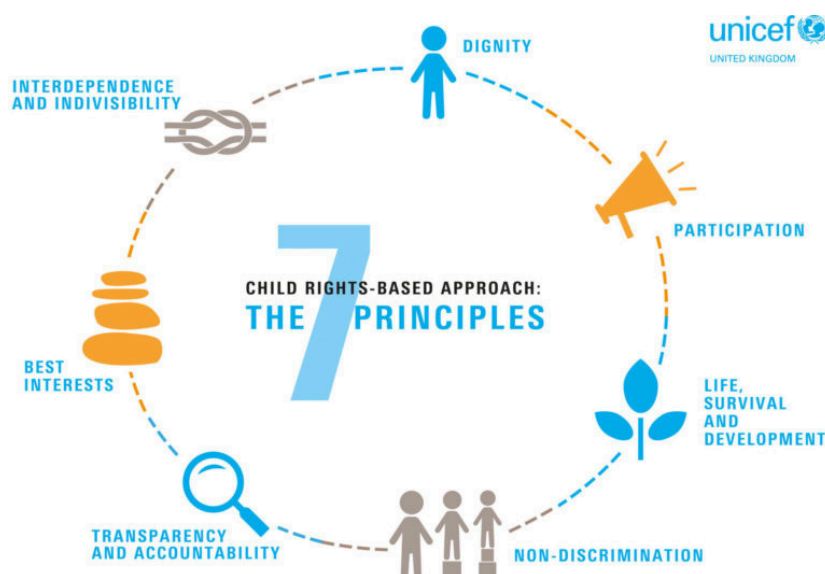 unicef
UNITED KINGDOM
DIGNITY
INTERDEPENDENCE
AND INDIVISIBILITY
PARTICIPATION
7
CHILD RIGHTS-BASED APPROACH:
THE PRINCIPLES
BEST
INTERESTS
LIFE,
SURVIVAL
AND
DEVELOPMENT
TRANSPARENCY
AND ACCOUNTABILITY
NON-DISCRIMINATION